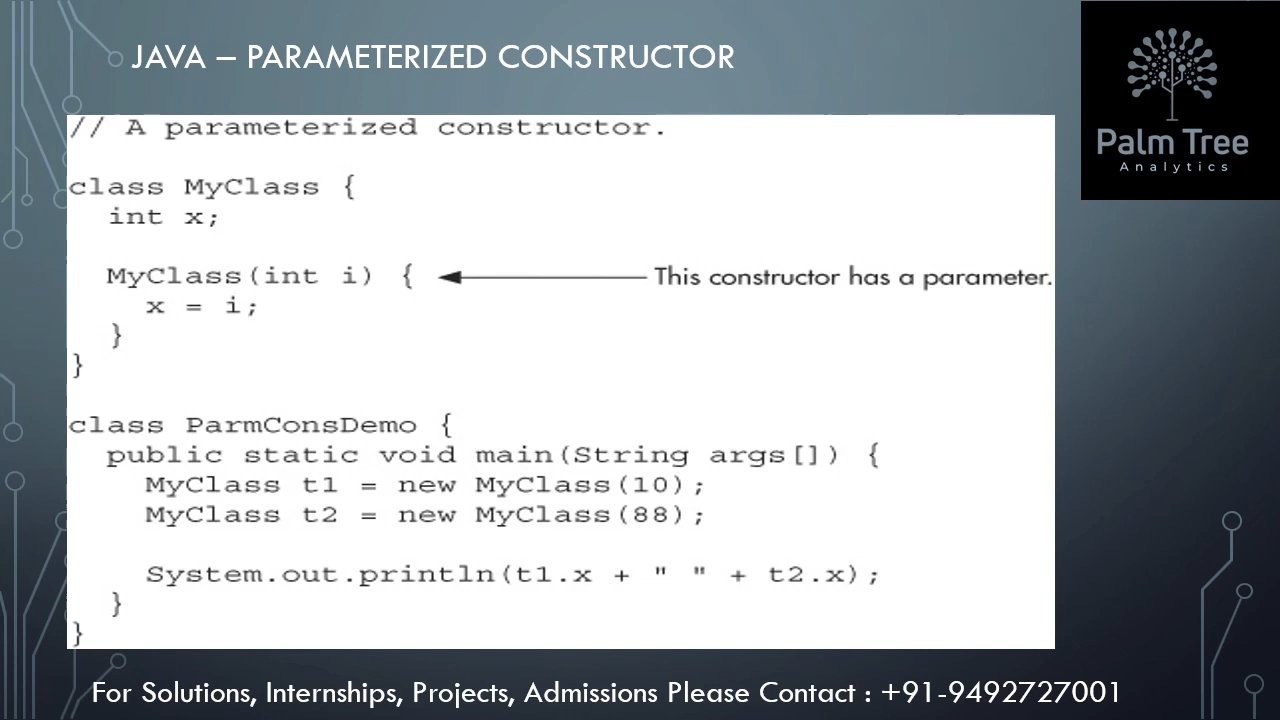 JAVA – PARAMETERIZED CONSTRUCTOR
Palm Tree
Analytics
// A parameterized constructor.
class MyClass {
int x;
MyClass(int i) { This constructor has a parameter.
x = i;
}
}
class ParmConsDemo {
public static void main(String args[]) {
MyClass t1 = new MyClass(10);
MyClass t2 = new MyClass(88);
System.out.println(t1.x + " " + t2.x);
}
}
For Solutions, Internships, Projects, Admissions Please Contact : +91-9492727001